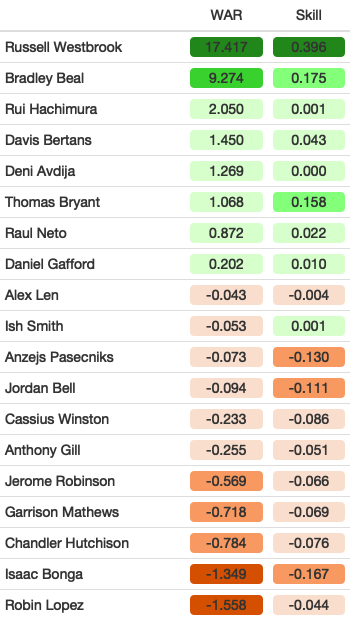 WAR Skill
Russell Westbrook 17.417 0.396
Bradley Beal 9.274 0.175
Rui Hachimura 2.050 0.001
Davis Bertans 1.450 0.043
Deni Avdija 1.269 0.000
Thomas Bryant 1.068 0.158
Raul Neto 0.872 0.022
Daniel Gafford 0.202 0.010
Alex Len -0.043 -0.004
Ish Smith -0.053 0.001
Anzejs Pasecniks -0.073 -0.130
Jordan Bell -0.094 -0.111
Cassius Winston -0.233 -0.086
Anthony Gill -0.255 -0.051
Jerome Robinson -0.569 -0.066
Garrison Mathews -0.718 -0.069
Chandler Hutchison -0.784 -0.076
Isaac Bonga -1.349 -0.167
Robin Lopez -1.558 -0.044